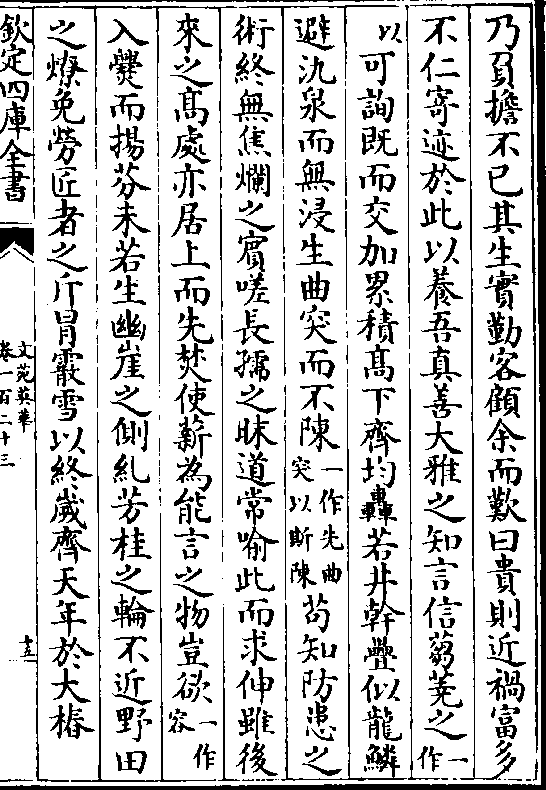 乃負擔不已其生實勤客顧余而歎曰貴則近禍富多
不仁寄迹於此以養吾真善大雅之知言信蒭荛之一作
以可詢既而交加累積髙下齊均轟若井幹疊似龍鱗
避氿泉而無浸生曲突而不陳一作先曲突以斯陳苟知防患之
術終無焦爛之賓嗟長孺之昧道常喻此而求伸雖後
來之髙處亦居上而先焚使薪為能言之物豈欲一作容
入爨而揚芬未若生幽崖之側糺芳桂之輪不近野田
之燎免勞匠者之斤冐霰雪以終歲齊天年於大椿
欽定四庫全書
文苑英華
卷一百二十三
十三